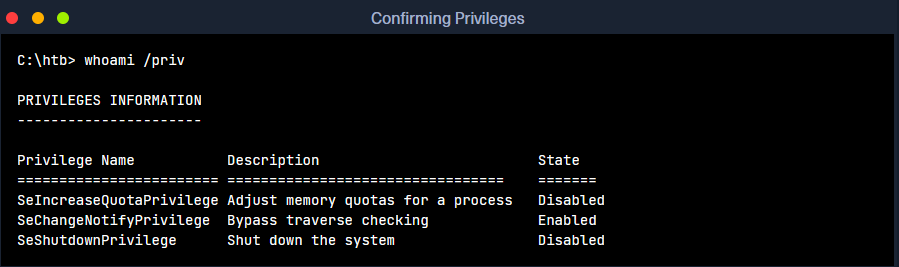 Confirming Privileges
C:\htb> whoami /priv
PRIVILEGES INFORMATION
----------------------
Privilege Name           Description                          State
======================== ================================= =======
SeIncreaseQuotaPrivilege Adjust memory quotas for a process   Disabled
SeChangeNotifyPrivilege  Bypass traverse checking             Enabled
SeShutdownPrivilege      Shut down the system                 Disabled